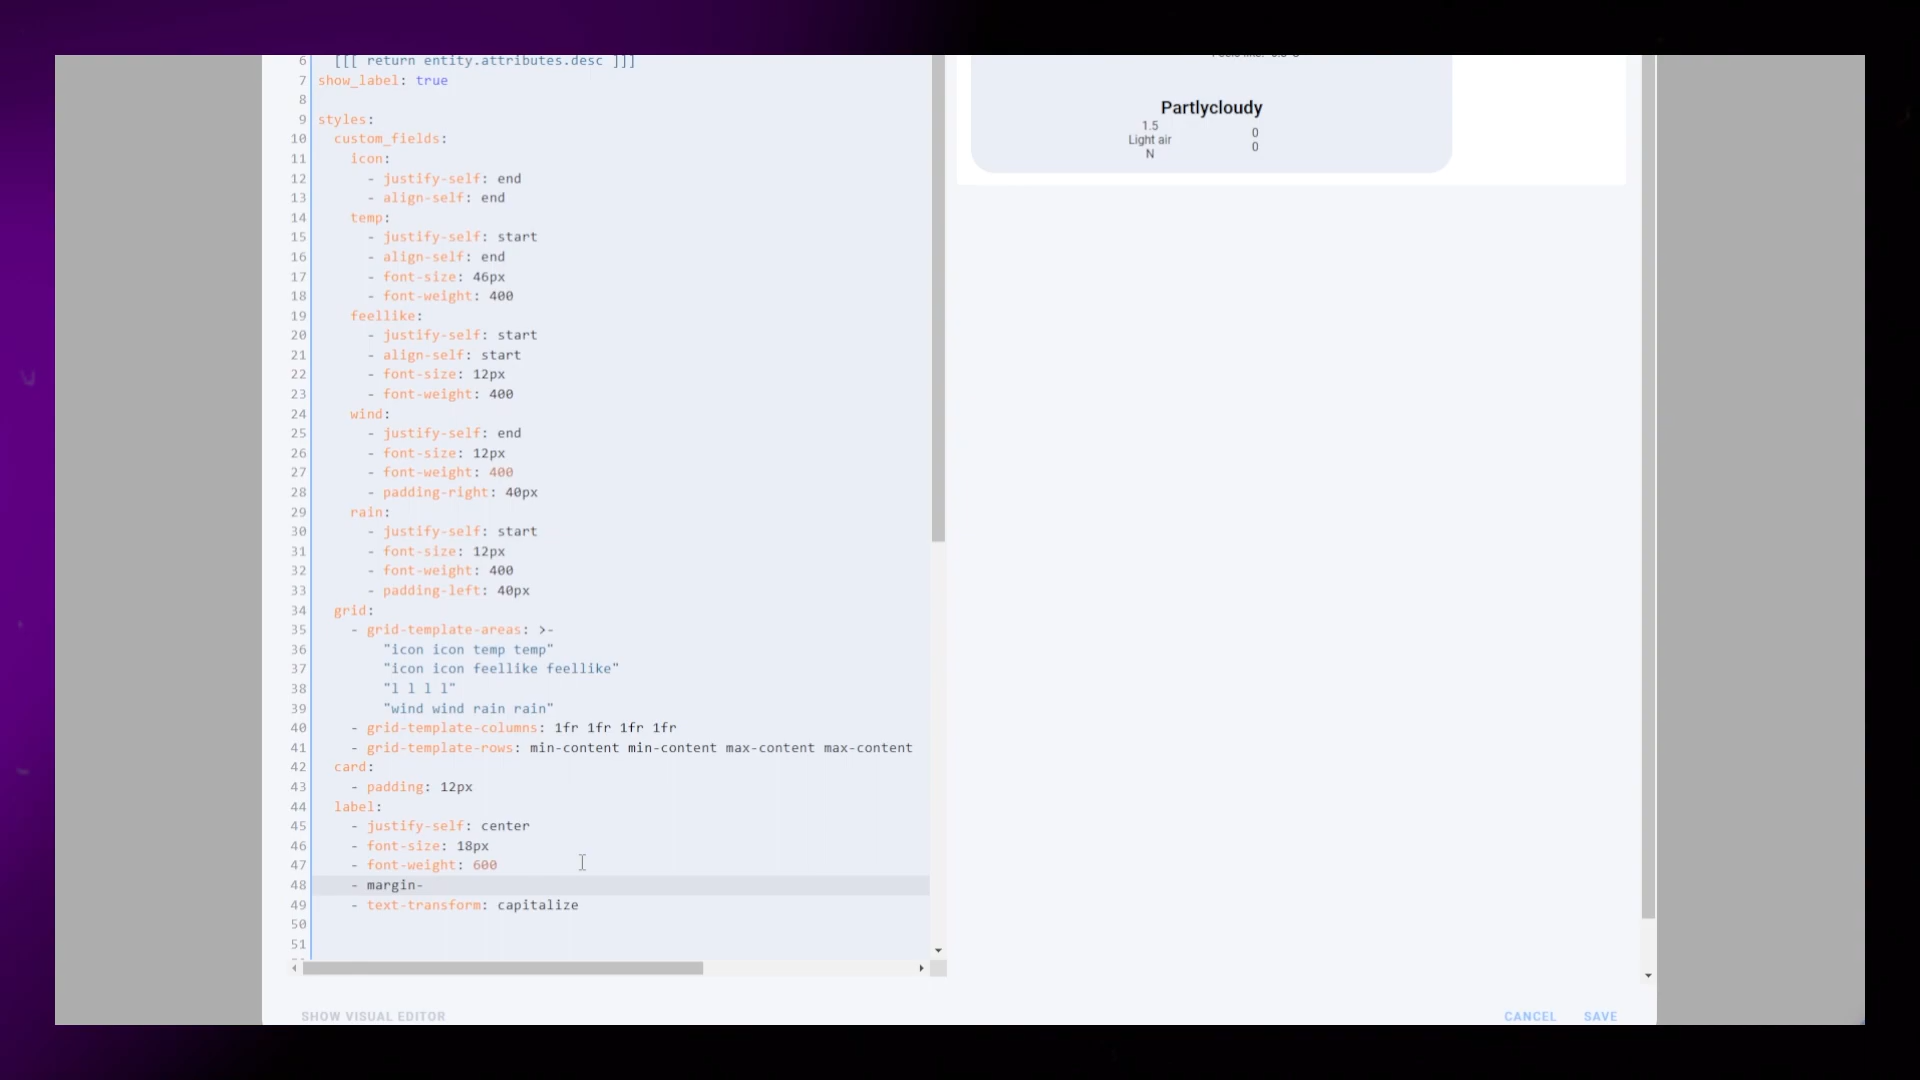 6 [[[ return entity.attributes.desc ]]]
7 show_label: true
8
9 styles:
10 custom_fields:
11 icon:
12 - justify-self: end
13 - align-self: end
14 temp:
15 - justify-self: start
16 - align-self: end
17 - font-size: 46px
18 - font-weight: 400
19 feellike:
20 - justify-self: start
21 - align-self: start
22 - font-size: 12px
23 - font-weight: 400
24 wind:
25 - justify-self: end
26 - font-size: 12px
27 - font-weight: 400
28 - padding-right: 40px
29 rain:
30 - justify-self: start
31 - font-size: 12px
32 - font-weight: 400
33 - padding-left: 40px
34 grid:
35 - grid-template-areas: >-
36 "icon icon temp temp"
37 "icon icon feellike feellike"
38 "l l l l"
39 "wind wind rain rain"
40 - grid-template-columns: 1fr 1fr 1fr 1fr
41 - grid-template-rows: min-content min-content max-content max-content
42 card:
43 - padding: 12px
44 label:
45 - justify-self: center
46 - font-size: 18px
47 - font-weight: 600
48 - margin-
49 - text-transform: capitalize
50
51
Partlycloudy
1.5
Light air
N
0
0
SHOW VISUAL EDITOR
CANCEL
SAVE